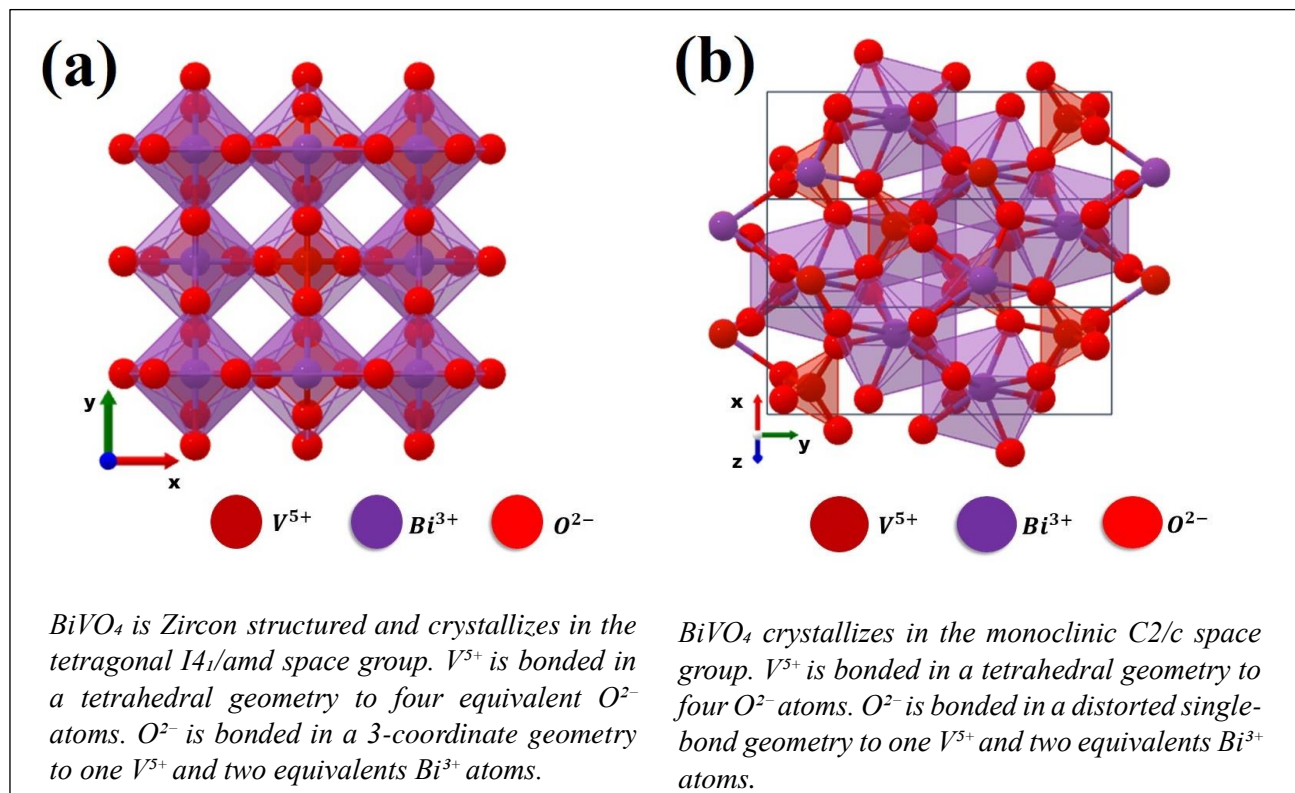 (a)
(b)
y
x
x
y
z
V⁵⁺ Bi³⁺ O²⁻
V⁵⁺ Bi³⁺ O²⁻
BiVO₄ is Zircon structured and crystallizes in the
tetragonal I4₁/amd space group. V⁵⁺ is bonded in
a tetrahedral geometry to four equivalent O²⁻
atoms. O²⁻ is bonded in a 3-coordinate geometry
to one V⁵⁺ and two equivalents Bi³⁺ atoms.
BiVO₄ crystallizes in the monoclinic C2/c space
group. V⁵⁺ is bonded in a tetrahedral geometry to
four O²⁻ atoms. O²⁻ is bonded in a distorted single-
bond geometry to one V⁵⁺ and two equivalents Bi³⁺
atoms.